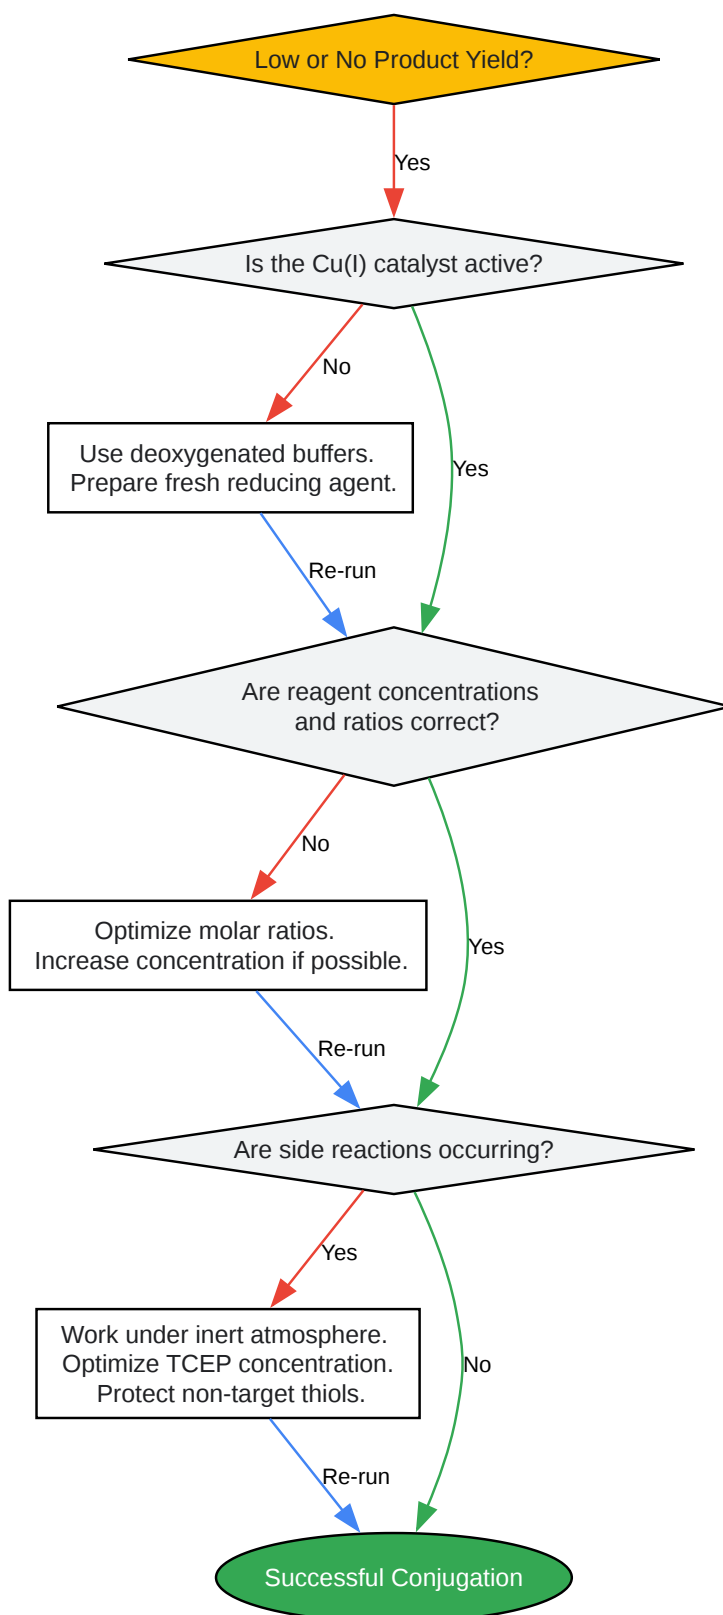 Low or No Product Yield?
Yes
Is the Cu(I) catalyst active?
No
Use deoxygenated buffers.
Prepare fresh reducing agent.
Yes
Re-run
Are reagent concentrations
and ratios correct?
No
Optimize molar ratios.
Increase concentration if possible.
Yes
Re-run
Are side reactions occurring?
Yes
Work under inert atmosphere.
Optimize TCEP concentration.
Protect non-target thiols.
No
Re-run
Successful Conjugation